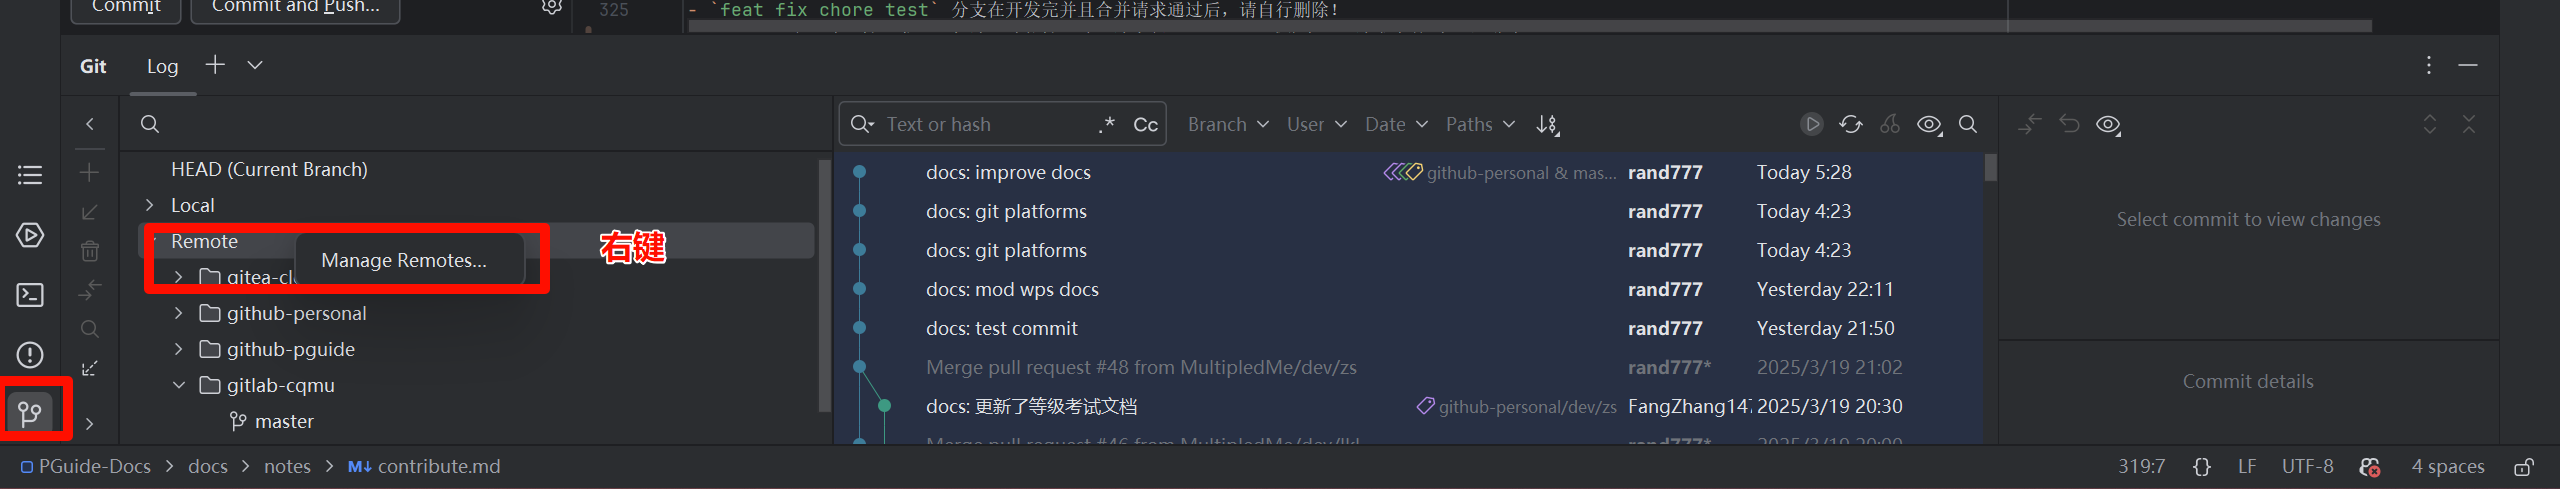 Commit
Commit and Push...
325
- `feat fix chore test` 分支在开发完并且合并请求通过后，请自行删除！
Git
Log
Text or hash
.*
Cc
Branch
User
Date
Paths
HEAD (Current Branch)
Local
Remote
Manage Remotes...
右键
gitea-cl
github-personal
github-pguide
gitlab-cqmu
master
docs: improve docs
github-personal & mas...
rand777
Today 5:28
docs: git platforms
rand777
Today 4:23
docs: git platforms
rand777
Today 4:23
docs: mod wps docs
rand777
Yesterday 22:11
docs: test commit
rand777
Yesterday 21:50
Merge pull request #48 from MultipledMe/dev/zs
rand777*
2025/3/19 21:02
docs: 更新了等级考试文档
github-personal/dev/zs
FangZhang147
2025/3/19 20:30
Select commit to view changes
Commit details
PGuide-Docs
docs
notes
M↓ contribute.md
319:7
{}
LF
UTF-8
4 spaces